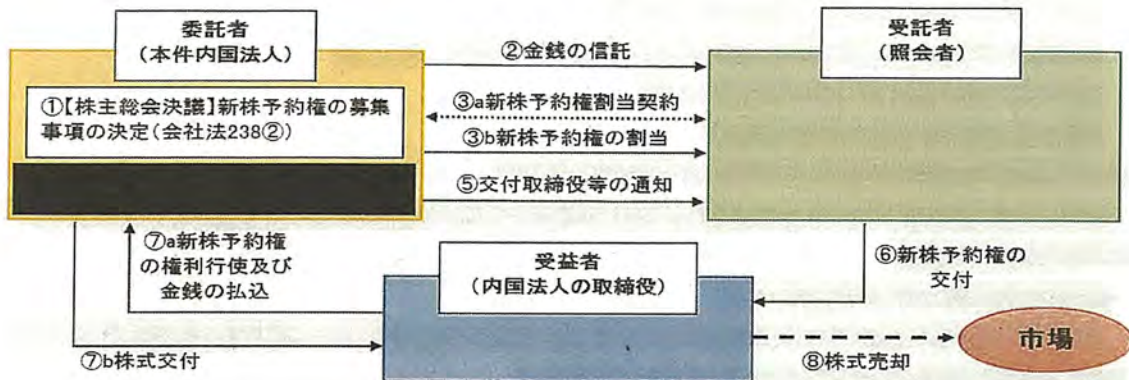 委託者
(本件内国法人)
①【株主総会決議】新株予約権の募集
事項の決定(会社法238②)
②金銭の信託
③a新株予約権割当契約
③b新株予約権の割当
⑤交付取締役等の通知
受託者
(照会者)
⑦a新株予約権
の権利行使及び
金銭の払込
受益者
(内国法人の取締役)
⑥新株予約権の
交付
⑦b株式交付
⑧株式売却
市場